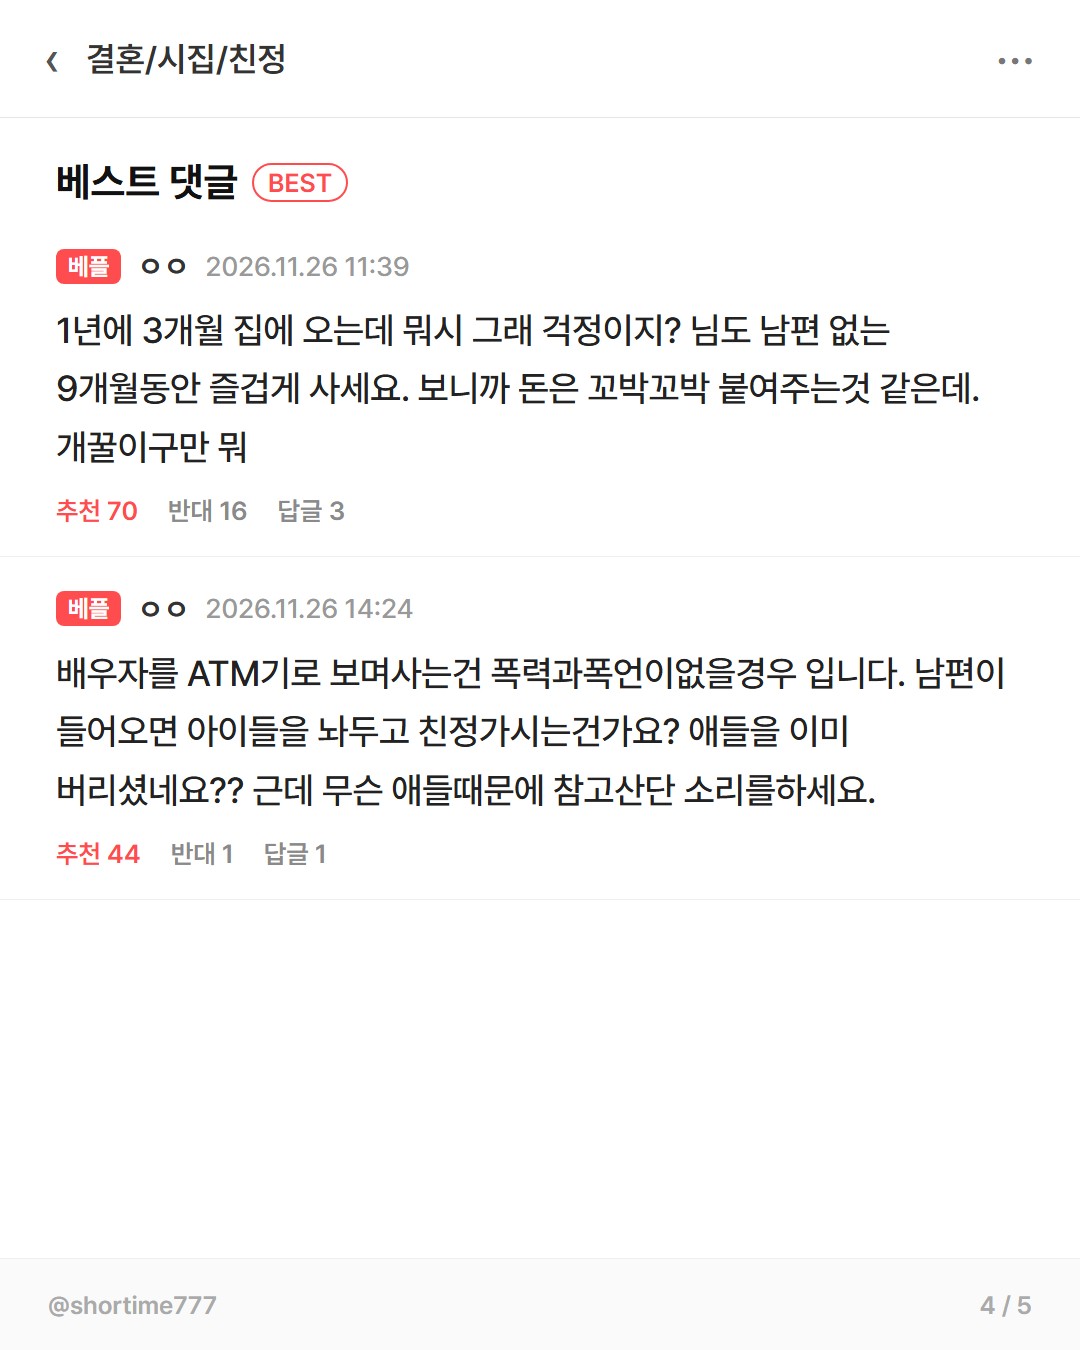 ‹ 결혼/시집/친정 ···
베스트 댓글 BEST
베플 ㅇㅇ 2026.11.26 11:39
1년에 3개월 집에 오는데 뭐시 그래 걱정이지? 님도 남편 없는
9개월동안 즐겁게 사세요. 보니까 돈은 꼬박꼬박 붙여주는것 같은데.
개꿀이구만 뭐
추천 70 반대 16 답글 3
베플 ㅇㅇ 2026.11.26 14:24
배우자를 ATM기로 보며사는건 폭력과폭언이없을경우 입니다. 남편이
들어오면 아이들을 놔두고 친정가시는건가요? 애들을 이미
버리셨네요?? 근데 무슨 애들때문에 참고산단 소리를하세요.
추천 44 반대 1 답글 1
@shortime777 4 / 5